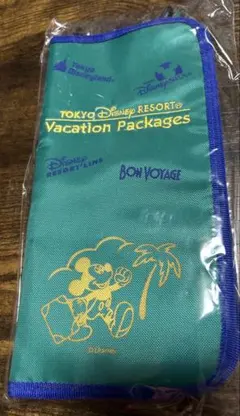 Tokyo
Disneyland
DisneySea
TOKYO Disney RESORT®
Vacation Packages
Disney
RESORT LINE
BON VOYAGE
©Disney